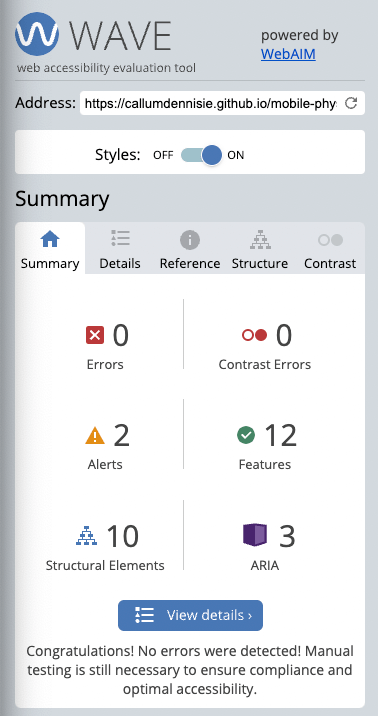 WAVE
powered by
WebAIM
web accessibility evaluation tool
Address: https://callumdennisie.github.io/mobile-phy
Styles: OFF ON
Summary
Summary Details Reference Structure Contrast
0 0
Errors Contrast Errors
2 12
Alerts Features
10 3
Structural Elements ARIA
View details ›
Congratulations! No errors were detected! Manual
testing is still necessary to ensure compliance and
optimal accessibility.